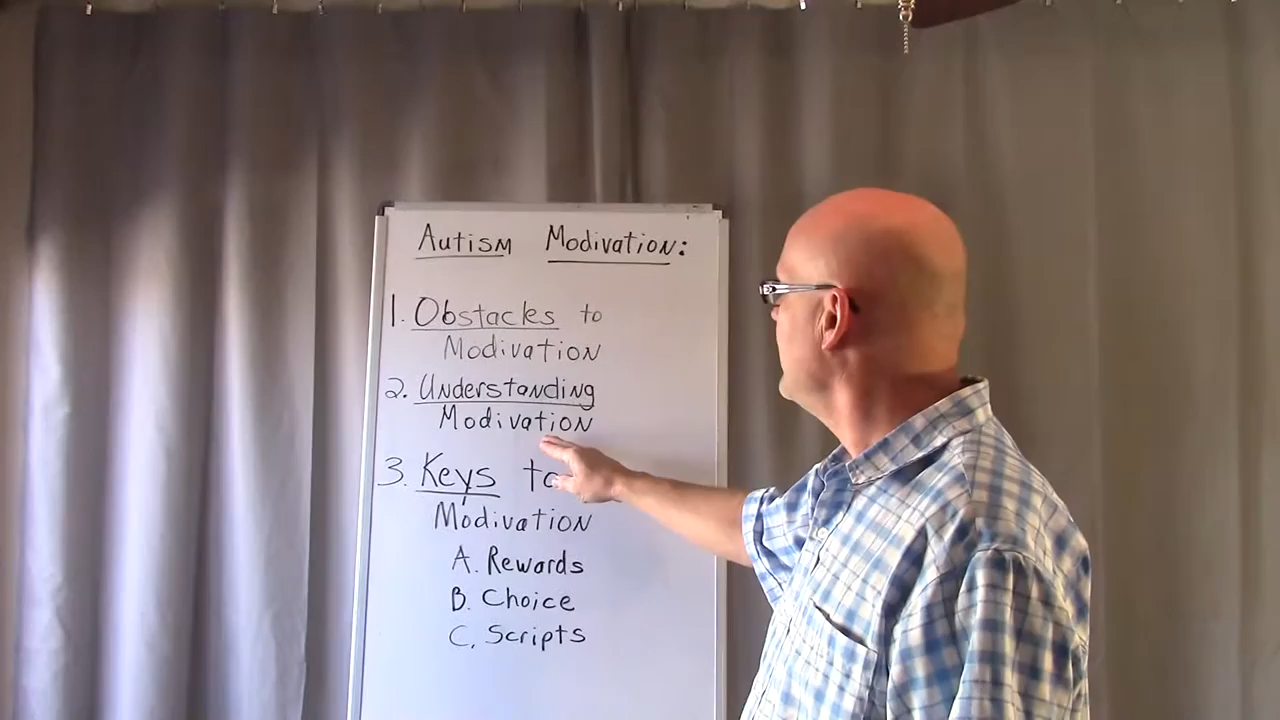 Autism Modivation:
1. Obstacles to
Modivation
2. Understanding
Modivation
3. Keys to
Modivation
A. Rewards
B. Choice
C. Scripts